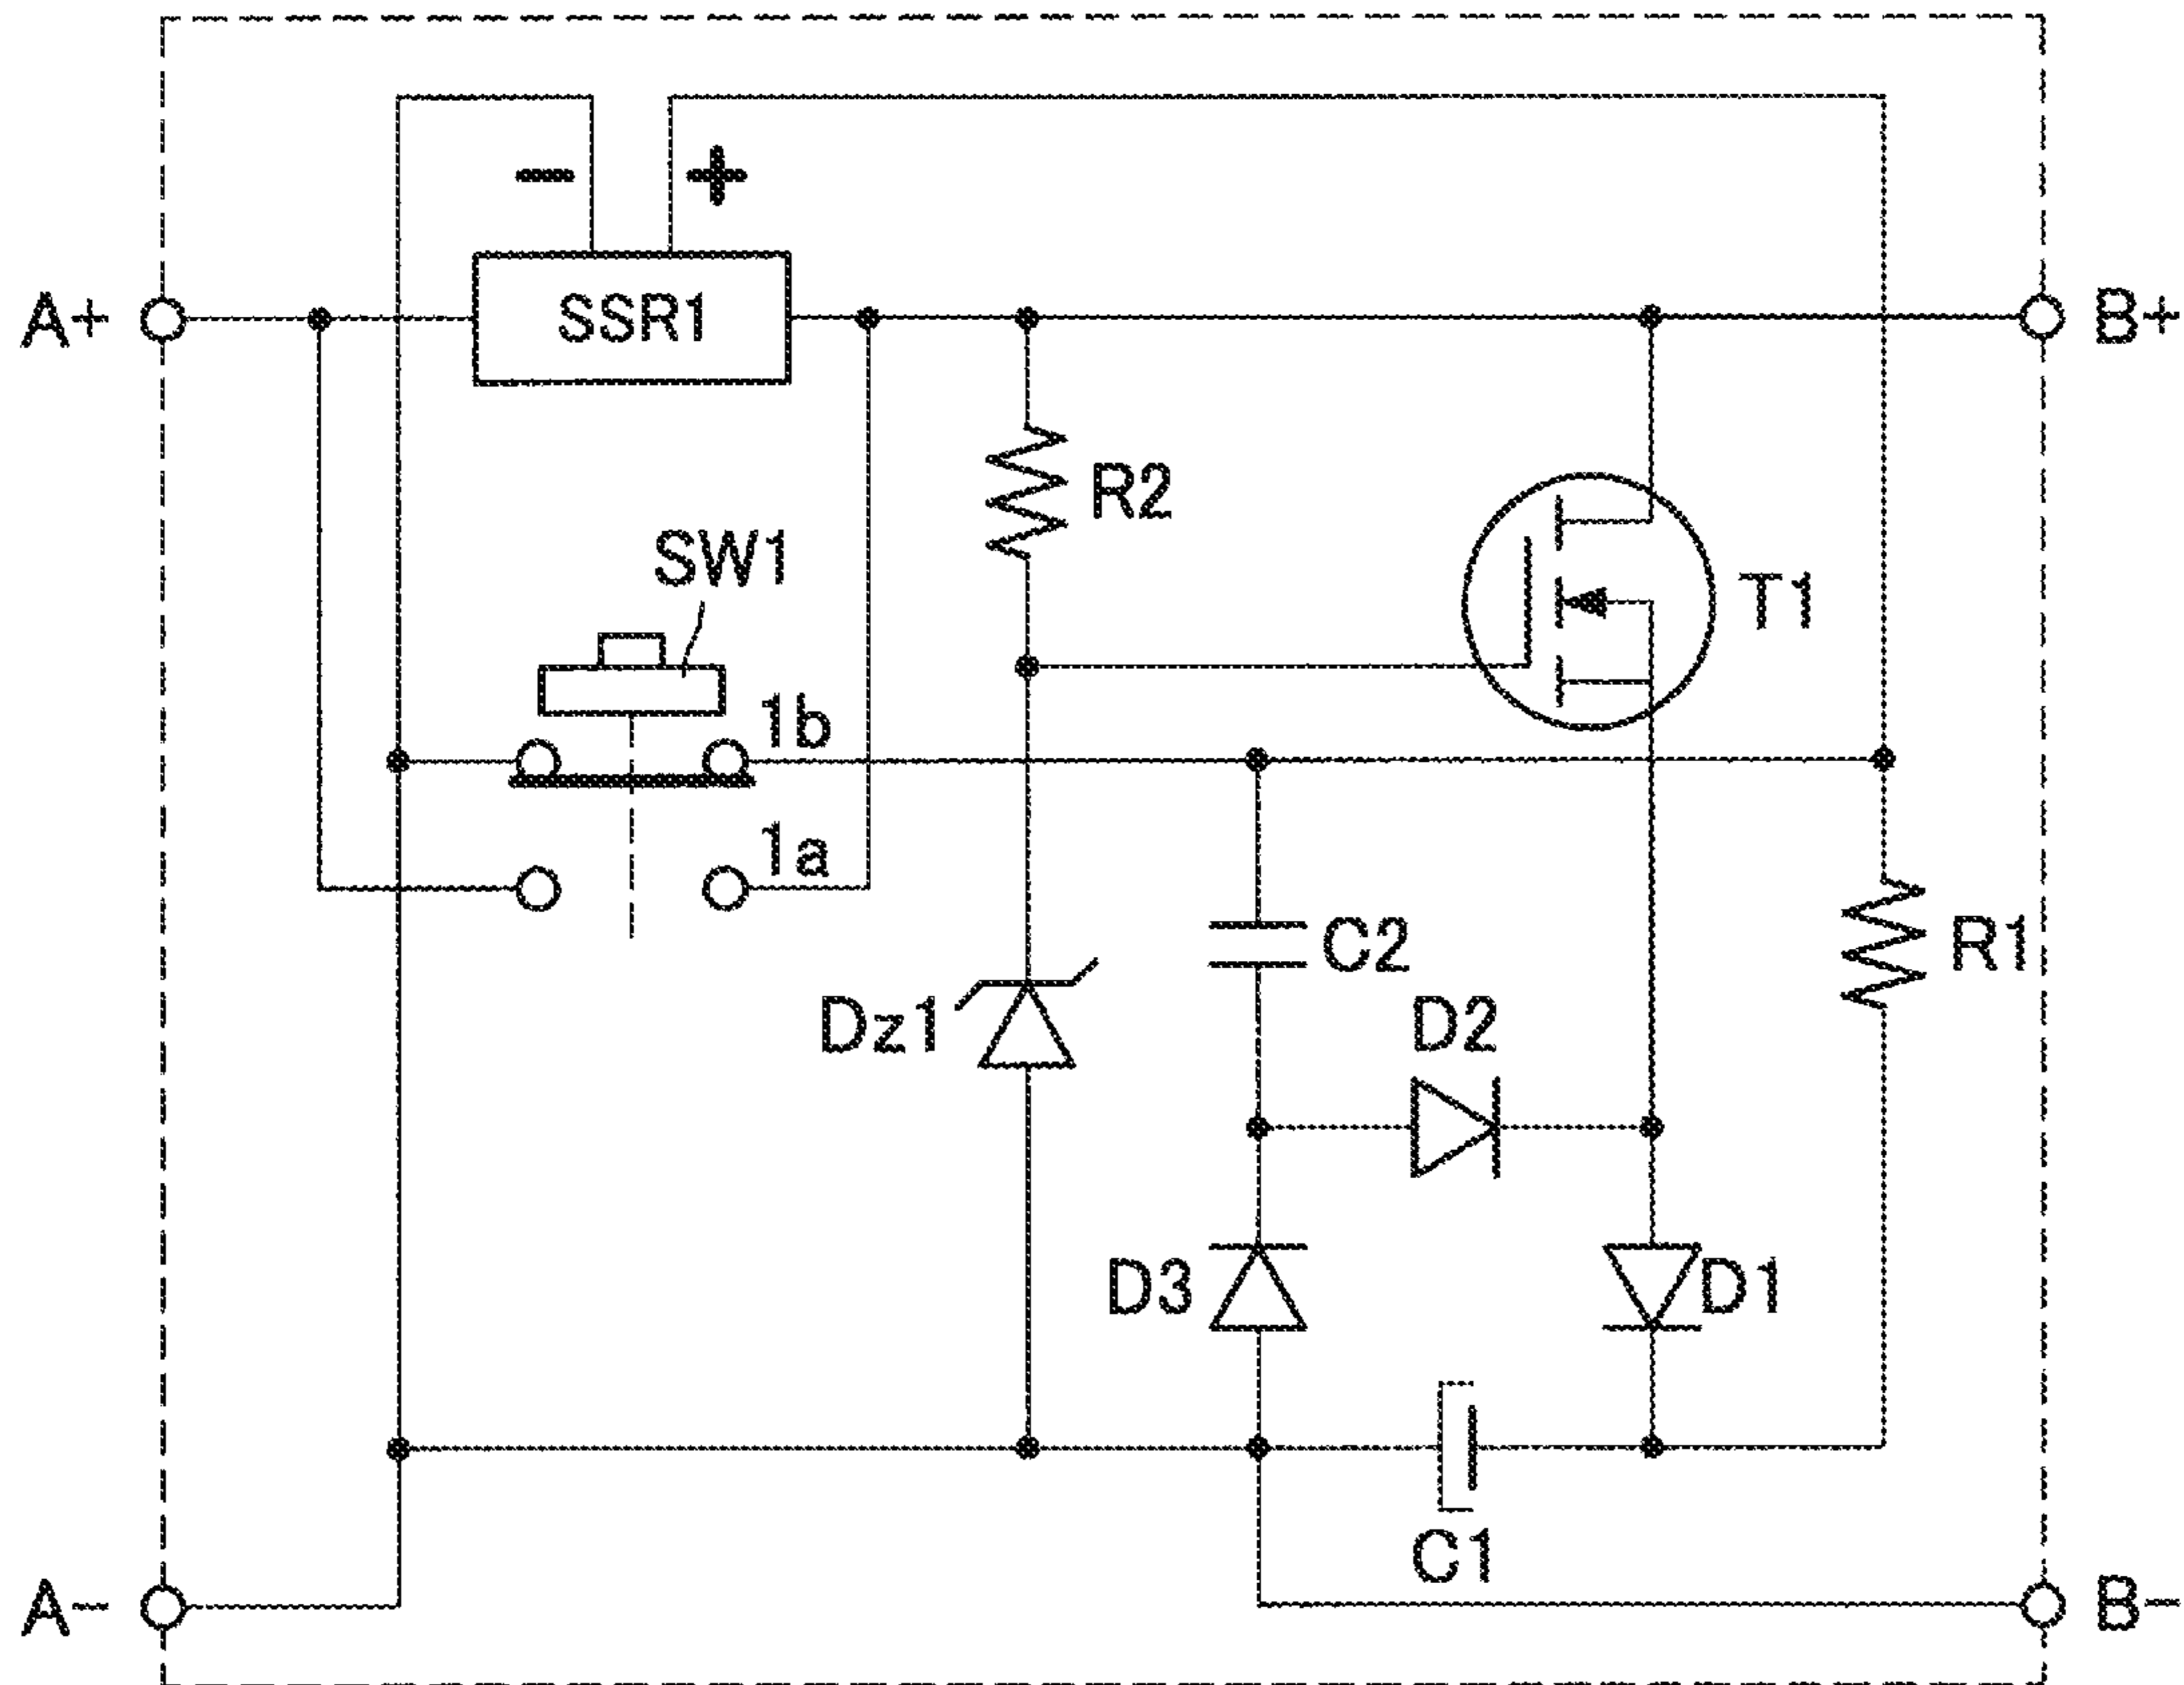 − +
A+ SSR1 B+
R2
SW1
T1
1b
1a
C2 R1
Dz1 D2
D3 D1
C1
A− B−